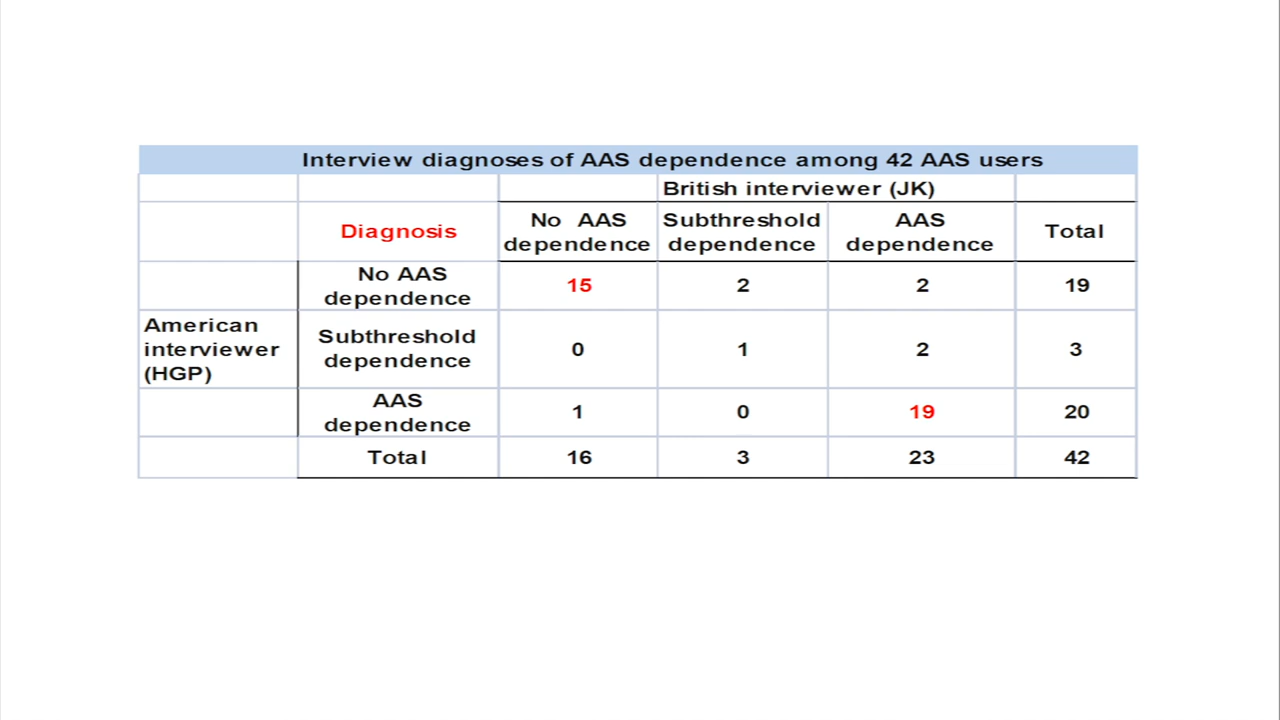 Interview diagnoses of AAS dependence among 42 AAS users
British interviewer (JK)
Diagnosis
No AAS dependence
Subthreshold dependence
AAS dependence
Total
No AAS dependence
15
2
2
19
American interviewer (HGP)
Subthreshold dependence
0
1
2
3
AAS dependence
1
0
19
20
Total
16
3
23
42